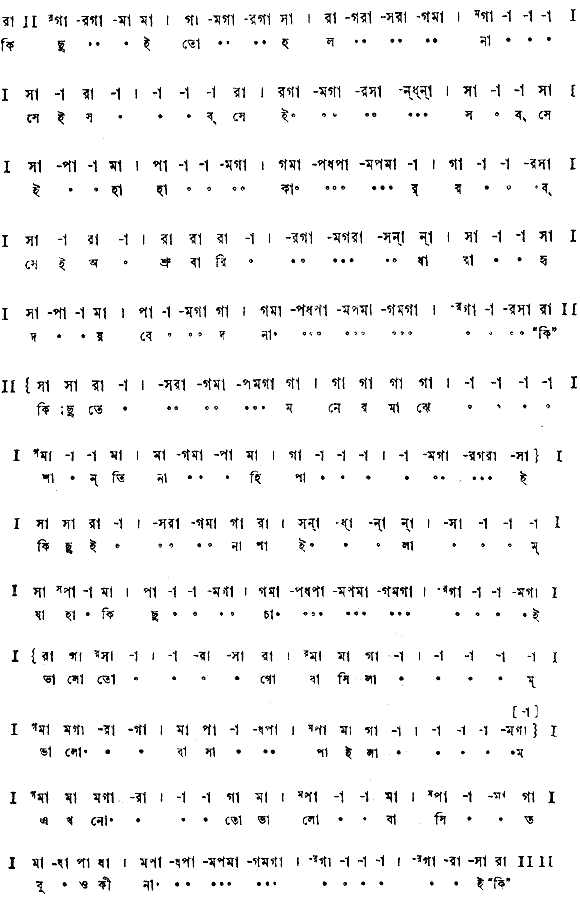 রা II ᵐগা -রগা -মা মা । গা -মগা -রগা সা । রা -গরা -সরা -গমা । ᵐগা -া -া -া I
কি ছু • • • ই তো • • • • হ ল • • • • • • না • • •
I সা -া রা -া । -া -া -া রা । রগা -মগা -রসা -ন্‌ধ্‌ন্‌া । সা -া -া সা I
সে ই স • • • ব্ সে ই॰ ॰ ॰ • • • • • স ॰ ব্ সে
I সা -পা -া মা । পা -া -া -মগা । গমা -পধপা -মপমা -া । গা -া -া -রসা I
ই • • হা হা ॰ ॰ ॰ ॰ কা॰ ॰॰॰ • • • র্ র • ॰ ॰ব্
I সা -া রা -া । রা রা রা -া । -রগা -মগরা -সন্‌া ন্‌া । সা -া -া সা I
সে ই অ ॰ শ্রু বা রি ॰ ॰ ॰ ॰ ॰ ॰ ॰ ॰ ধা রা • হৃ
I সা -পা -া মা । পা -া -মগা গা । গমা -পধপা -মপমা -গমগা । -ᵐগা -া -রসা রা II
দ • • য় বে ॰ ॰ ॰ দ না॰ ॰॰॰ ॰॰॰ ॰॰॰ ॰ ॰ ॰ ॰ "কি"
II { সা সা রা -া । -সরা -গমা -পমগা গা । গা গা গা গা । -া -া -া -া I
কি ছু তে • • • ॰ ॰ • • • ম নে র মা ঝে ॰ ॰ ॰ ॰
I ᵐমা -া -া মা । মা -গমা -পা মা । গা -া -া -া । -া -মগা -রগরা -সা } I
শা • ন্ তি না • • • হি পা • • • • ॰ ॰ • • • ই
I সা সা রা -া । -সরা -গমা গা রা । সন্‌া -ধ্‌া -ন্‌া ন্‌া । -সা -া -া -া I
কি ছু ই ॰ ॰ ॰ ॰ ॰ না পা ই॰ • • লা • • • ম্
I সা ᵐপা -া মা । পা -া -া -মগা । গমা -পধপা -মপমা -গমগা । -ᵐগা -া -া -মগা I
যা হা • কি ছু ॰ ॰ • • চা• ॰॰॰ • • • • • • • • • • ই
I { রা গা ᵐসা -া । -া -রা -সা রা । ᵐমা মা গা -া । -া -া -া -া I
ভা লো তো • • • • গো বা সি লা • • • • ম্
[ -া ]
I ᵐমা মগা -রা -গা । মা পা -া -ধপা । ᵐপা মা গা -া । -া -া -া -মগা } I
ভা লো• • • বা সা • • • পা ই লা • • • • •ম
I ᵐমা মা মগা -রা । -া -া গা মা । ᵐপা -া -া মা । ᵐপা -া -মা গা I
এ খ নো• • • • তো ভা লো • • বা সি • • ত
I মা -ধা পা ধা । মপা -ধপা -মপমা -গমগা । -ᵐগা -া -া -া । -ᵐগা -রা -সা রা II II
বু • ও কী না• • • • • • • • • • • • • • • ই "কি"